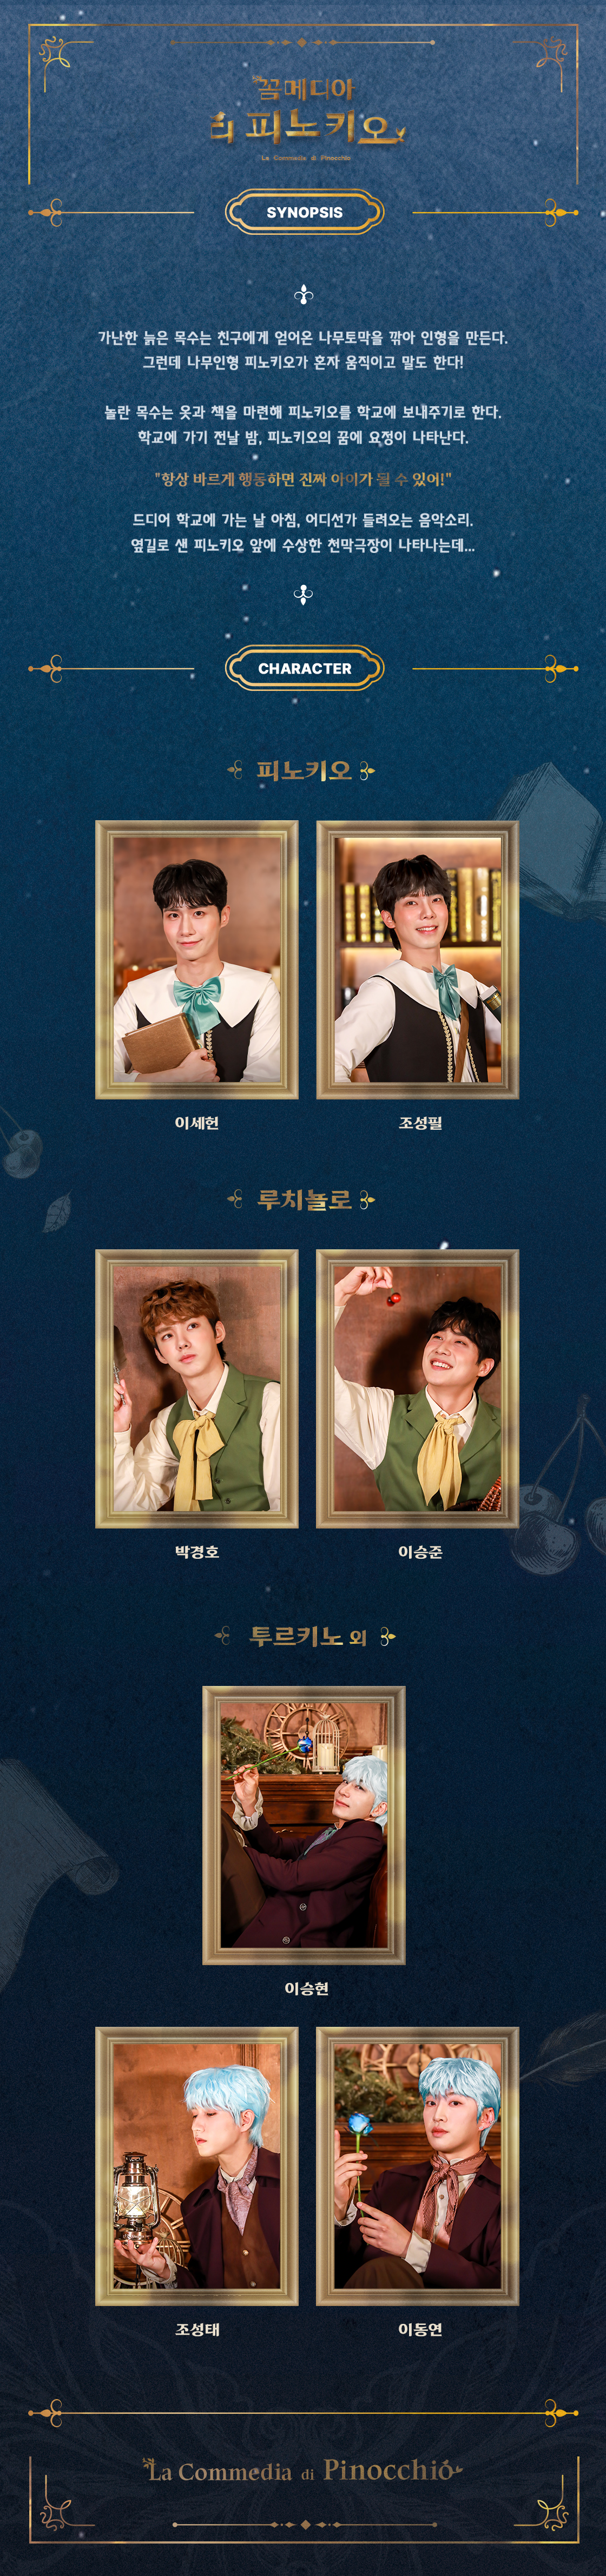 꼼메디아
리 피노키오
La Commedia di Pinocchio
SYNOPSIS
가난한 늙은 목수는 친구에게 얻어온 나무토막을 깎아 인형을 만든다.
그런데 나무인형 피노키오가 혼자 움직이고 말도 한다!
놀란 목수는 옷과 책을 마련해 피노키오를 학교에 보내주기로 한다.
학교에 가기 전날 밤, 피노키오의 꿈에 요정이 나타난다.
"항상 바르게 행동하면 진짜 아이가 될 수 있어!"
드디어 학교에 가는 날 아침, 어디선가 들려오는 음악소리.
옆길로 샌 피노키오 앞에 수상한 천막극장이 나타나는데...
CHARACTER
피노키오
이세헌 조성필
루치뇰로
박경호 이승준
투르키노 외
이승현
조성태 이동연
La Commedia di Pinocchio